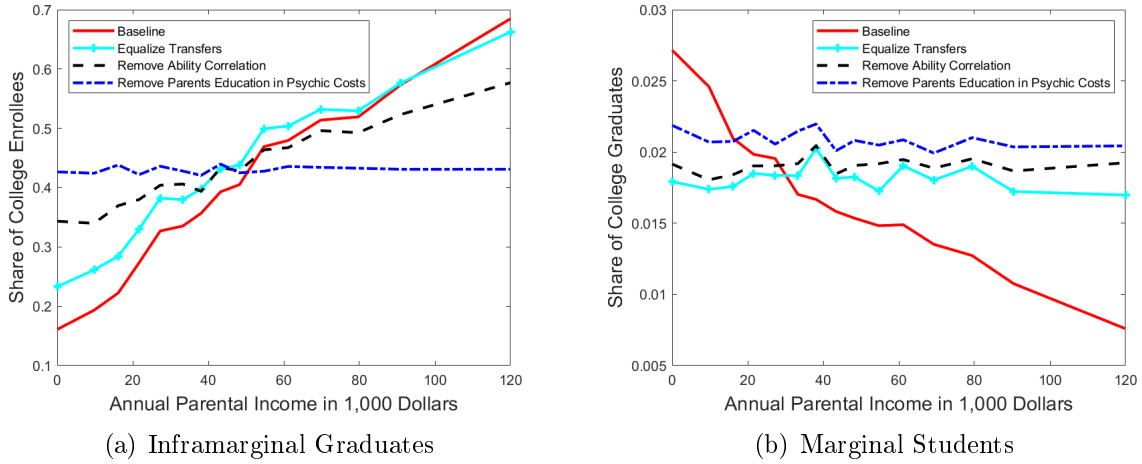 0.7
0.6
0.5
0.4
0.3
0.2
0.1
Share of College Enrollees
Baseline
Equalize Transfers
Remove Ability Correlation
Remove Parents Education in Psychic Costs
0 20 40 60 80 100 120
Annual Parental Income in 1,000 Dollars
(a) Inframarginal Graduates
0.03
0.025
0.02
0.015
0.01
0.005
Share of College Graduates
Baseline
Equalize Transfers
Remove Ability Correlation
Remove Parents Education in Psychic Costs
0 20 40 60 80 100 120
Annual Parental Income in 1,000 Dollars
(b) Marginal Students